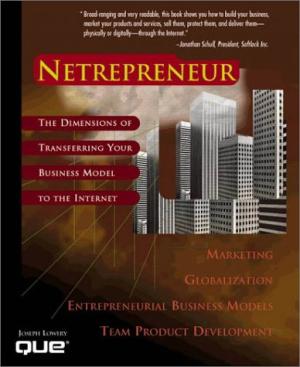 "Broad-ranging and very readable, this book shows you how to build your business,
market your products and services, sell them, protect them, and deliver them—
physically or digitally—through the Internet."
–Jonathan Schull, President, Softlock Inc.
NETREPRENEUR
THE DIMENSIONS OF
TRANSFERRING YOUR
BUSINESS MODEL
TO THE INTERNET
MARKETING
GLOBALIZATION
ENTREPRENEURIAL BUSINESS MODELS
TEAM PRODUCT DEVELOPMENT
JOSEPH LOWERY
QUE®